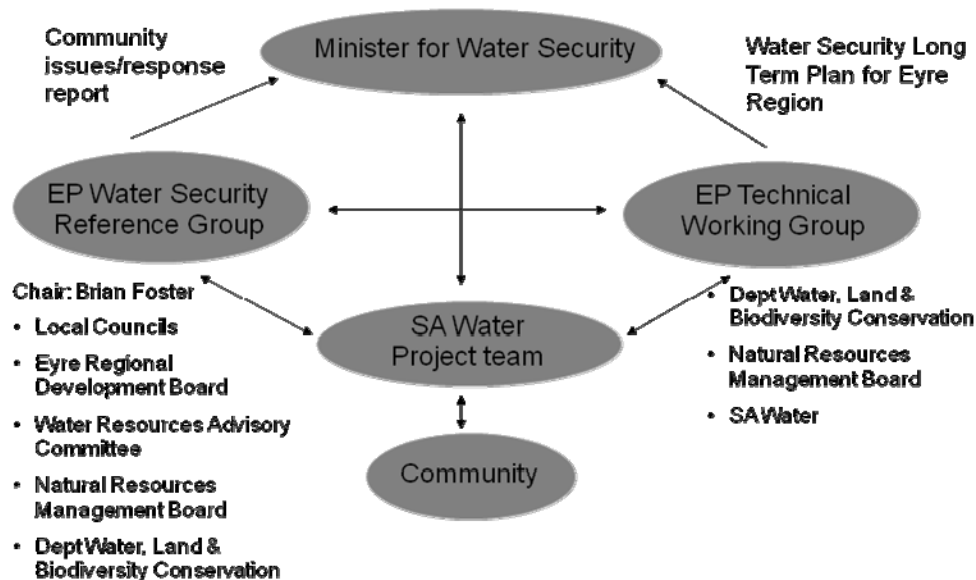 Community
issues/response
report
Minister for Water Security
Water Security Long
Term Plan for Eyre
Region
EP Water Security
Reference Group
EP Technical
Working Group
Chair: Brian Foster
• Local Councils
• Eyre Regional
Development Board
• Water Resources Advisory
Committee
• Natural Resources
Management Board
• Dept Water, Land &
Biodiversity Conservation
SA Water
Project team
Community
• Dept Water, Land &
Biodiversity Conservation
• Natural Resources
Management Board
• SA Water